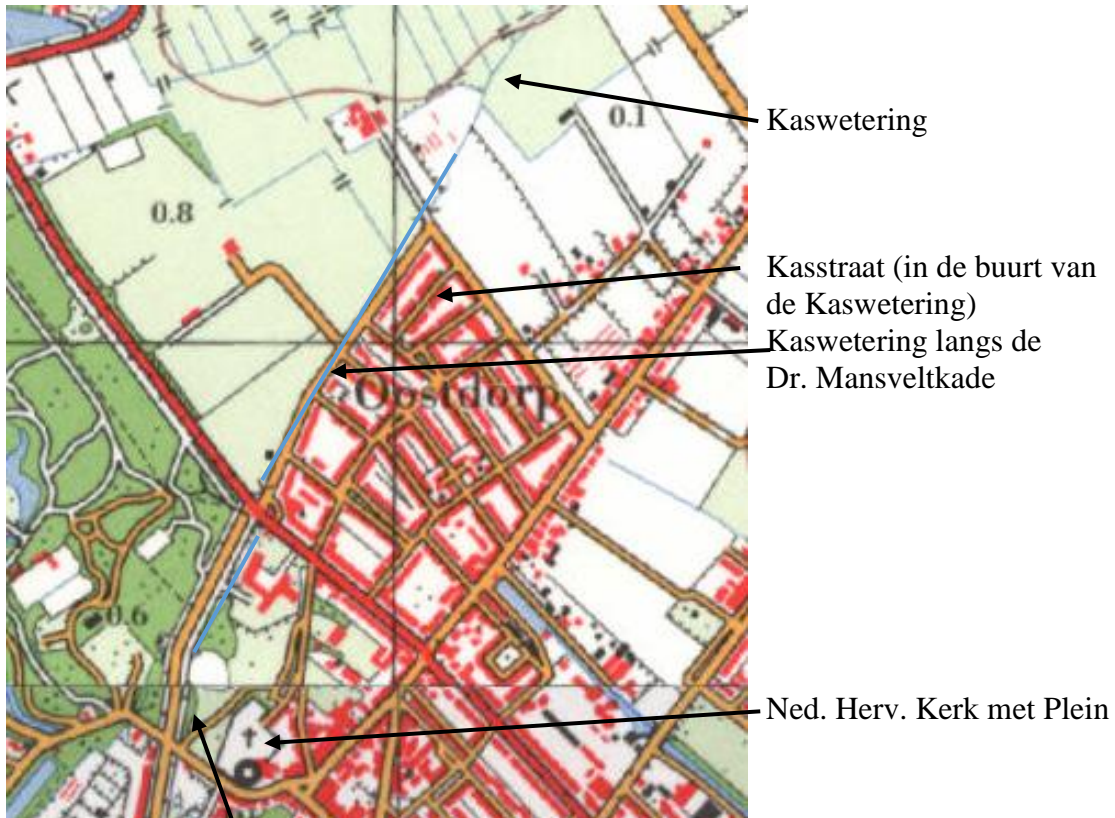 Kaswetering
0.1
0.8
Kasstraat (in de buurt van
de Kaswetering)
Kaswetering langs de
Dr. Mansveltkade
Oostdorp
0.6
Ned. Herv. Kerk met Plein